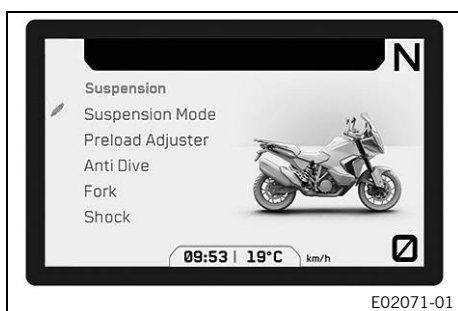 N
Suspension
Suspension Mode
Preload Adjuster
Anti Dive
Fork
Shock
09:53 | 19°C km/h
0
E02071-01